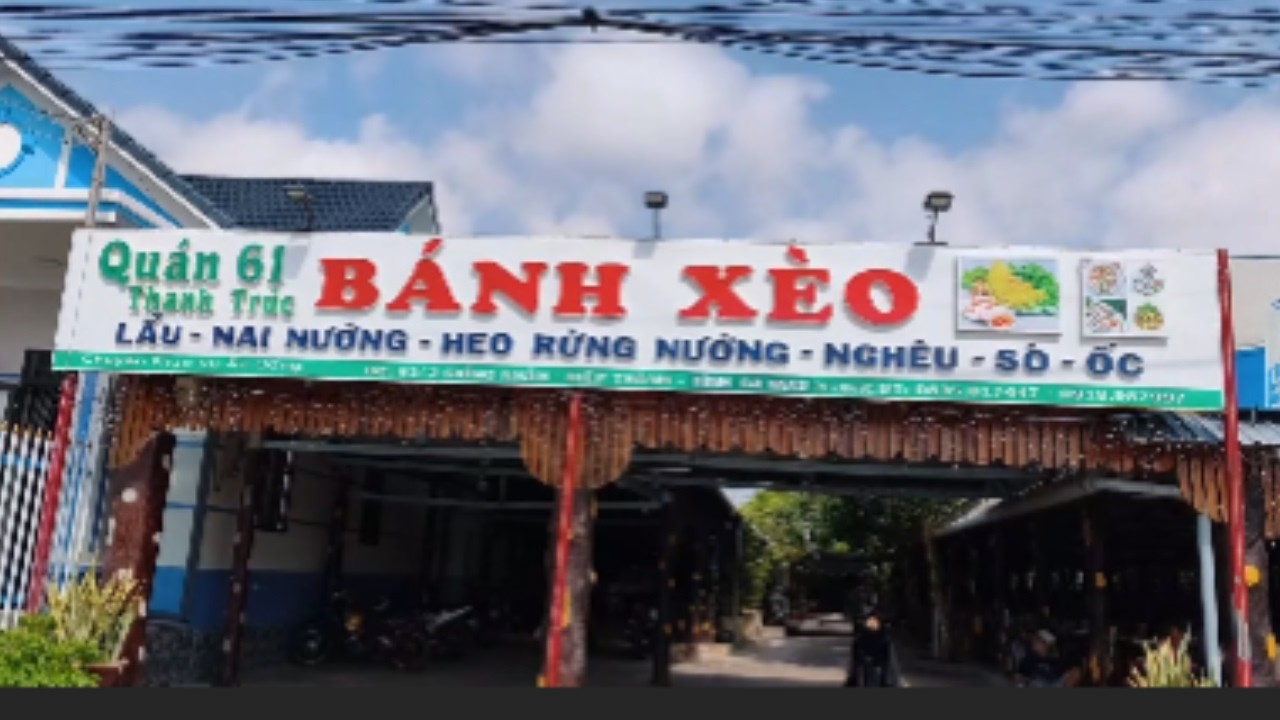 Quán 61
Thanh Trúc
BÁNH XÈO
LẨU - NAI NƯỚNG - HEO RỪNG NƯỚNG - NGHÊU - SÒ - ỐC